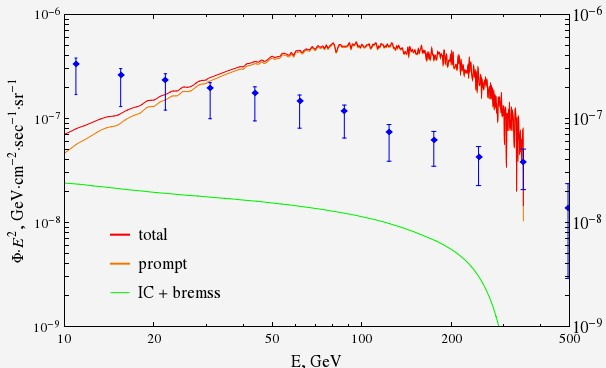 10⁻⁶ 10⁻⁶
10⁻⁷ 10⁻⁷
10⁻⁸ 10⁻⁸
10⁻⁹ 10⁻⁹
Φ·E², GeV·cm⁻²·sec⁻¹·sr⁻¹
total
prompt
IC + bremss
10 20 50 100 200 500
E, GeV